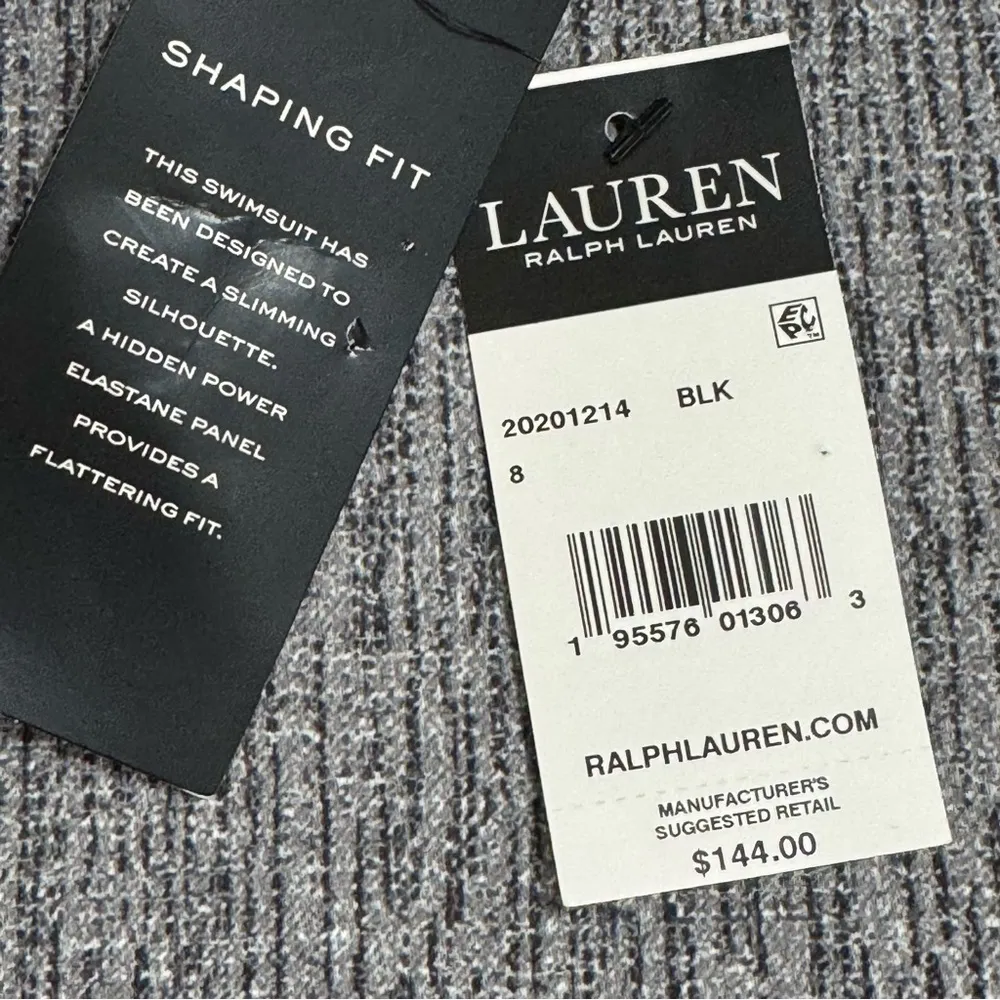 SHAPING FIT
THIS SWIMSUIT HAS
BEEN DESIGNED TO
CREATE A SLIMMING
SILHOUETTE.
A HIDDEN POWER
ELASTANE PANEL
PROVIDES A
FLATTERING FIT.
LAUREN
RALPH LAUREN
EPC™
20201214 BLK
8
1 95576 01306 3
RALPHLAUREN.COM
MANUFACTURER'S
SUGGESTED RETAIL
$144.00